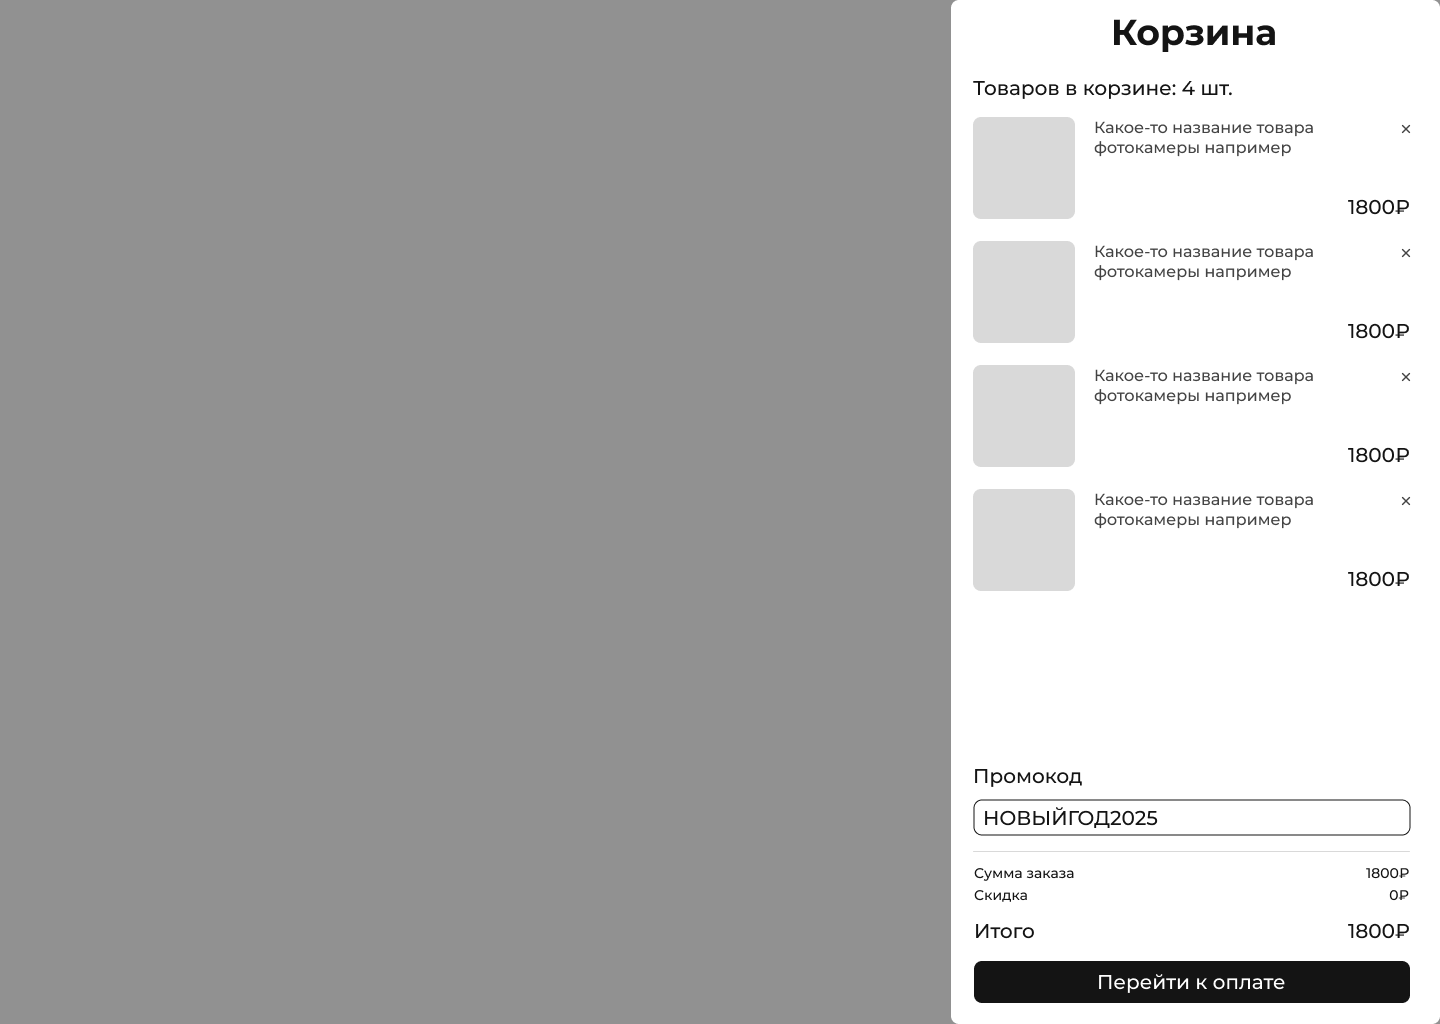 Корзина
Товаров в корзине: 4 шт.
Какое-то название товара ×
фотокамеры например
1800₽
Какое-то название товара ×
фотокамеры например
1800₽
Какое-то название товара ×
фотокамеры например
1800₽
Какое-то название товара ×
фотокамеры например
1800₽
Промокод
НОВЫЙГОД2025
Сумма заказа 1800₽
Скидка 0₽
Итого 1800₽
Перейти к оплате